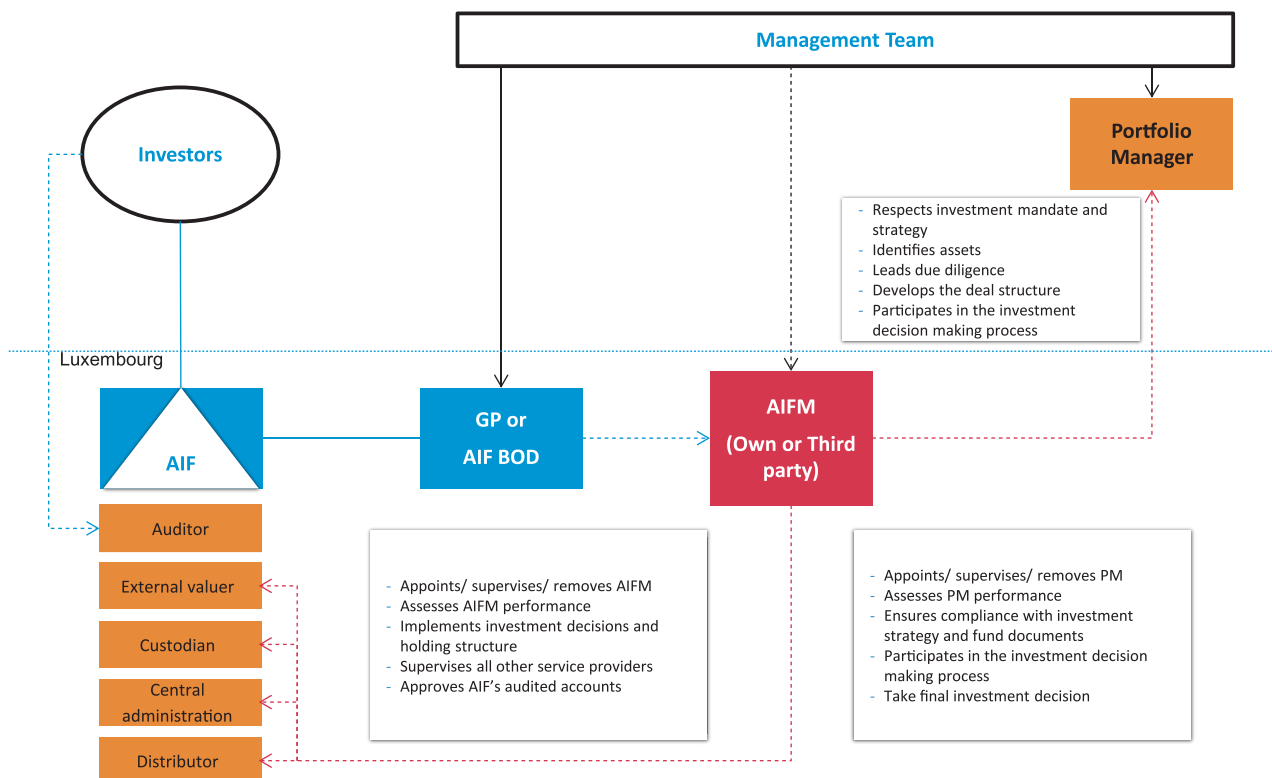 Management Team
Investors
Portfolio
Manager
- Respects investment mandate and
strategy
- Identifies assets
- Leads due diligence
- Develops the deal structure
- Participates in the investment
decision making process
Luxembourg
AIF
GP or
AIF BOD
AIFM
(Own or Third
party)
Auditor
External valuer
Custodian
Central
administration
Distributor
- Appoints/ supervises/ removes AIFM
- Assesses AIFM performance
- Implements investment decisions and
holding structure
- Supervises all other service providers
- Approves AIF’s audited accounts
- Appoints/ supervises/ removes PM
- Assesses PM performance
- Ensures compliance with investment
strategy and fund documents
- Participates in the investment decision
making process
- Take final investment decision